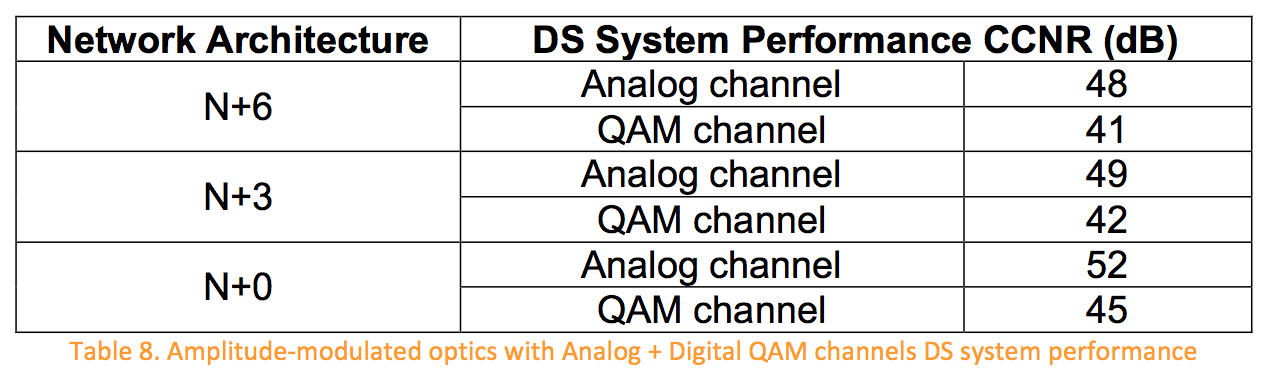 Network Architecture DS System Performance CCNR (dB)
N+6
Analog channel 48
QAM channel 41
N+3
Analog channel 49
QAM channel 42
N+0
Analog channel 52
QAM channel 45
Table 8. Amplitude-modulated optics with Analog + Digital QAM channels DS system performance